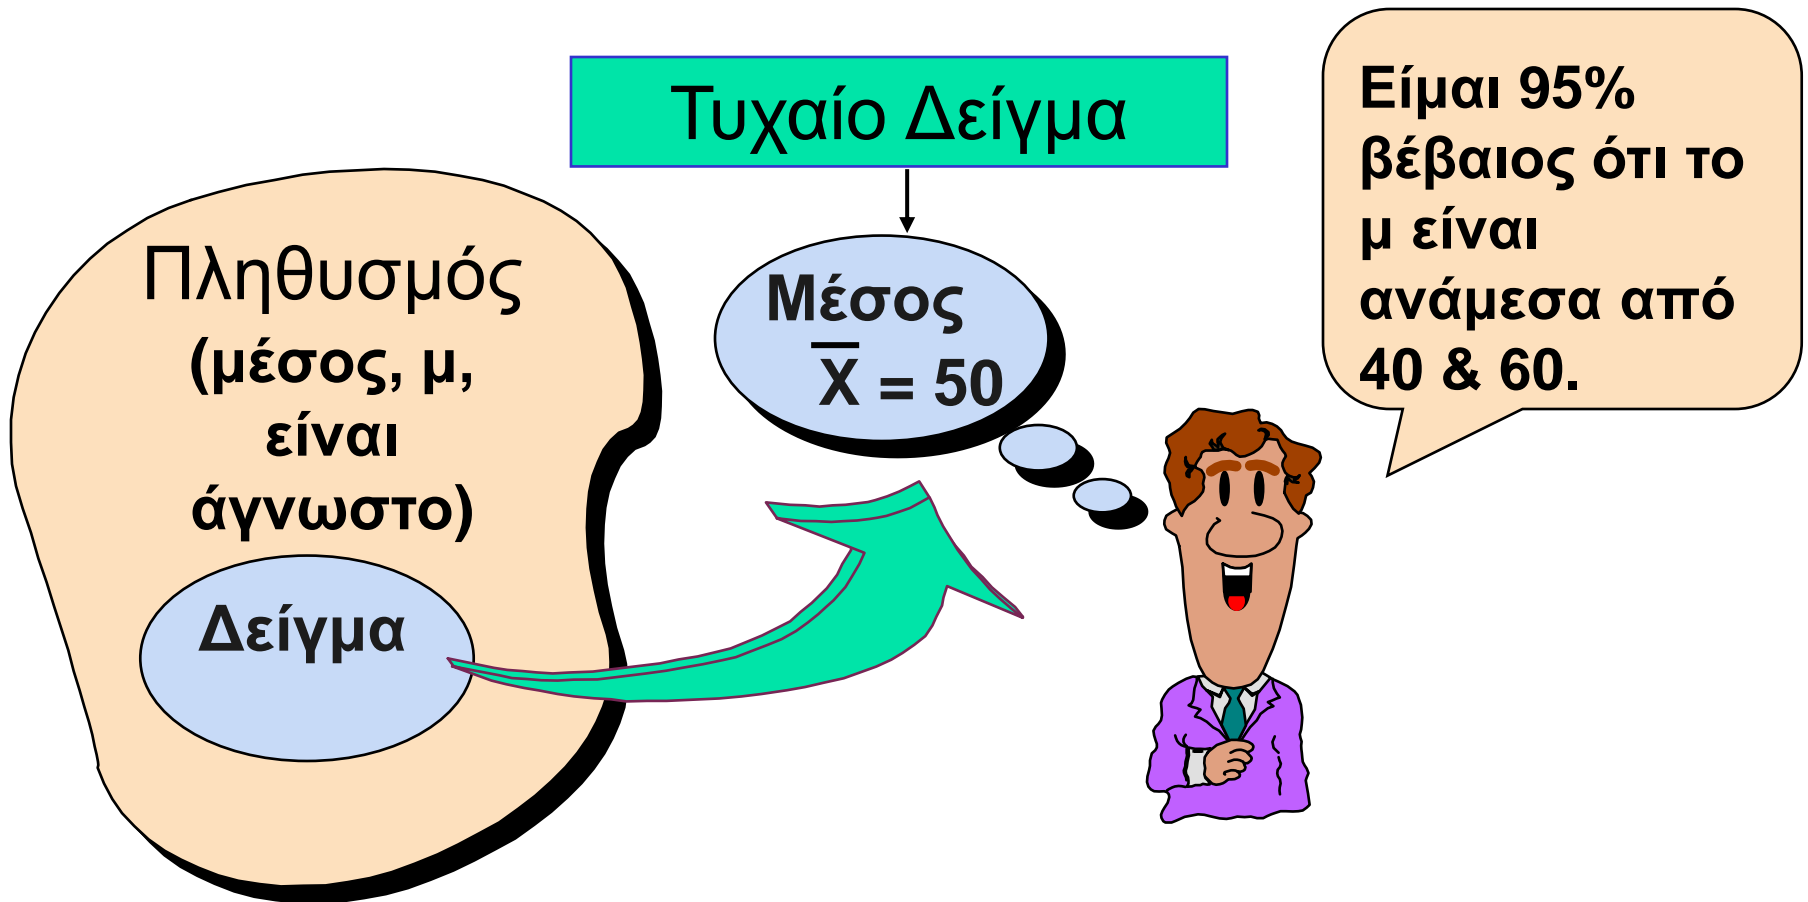 Τυχαίο Δείγμα
Πληθυσμός
(μέσος, μ,
είναι
άγνωστο)
Δείγμα
Μέσος
X̅ = 50
Είμαι 95%
βέβαιος ότι το
μ είναι
ανάμεσα από
40 & 60.